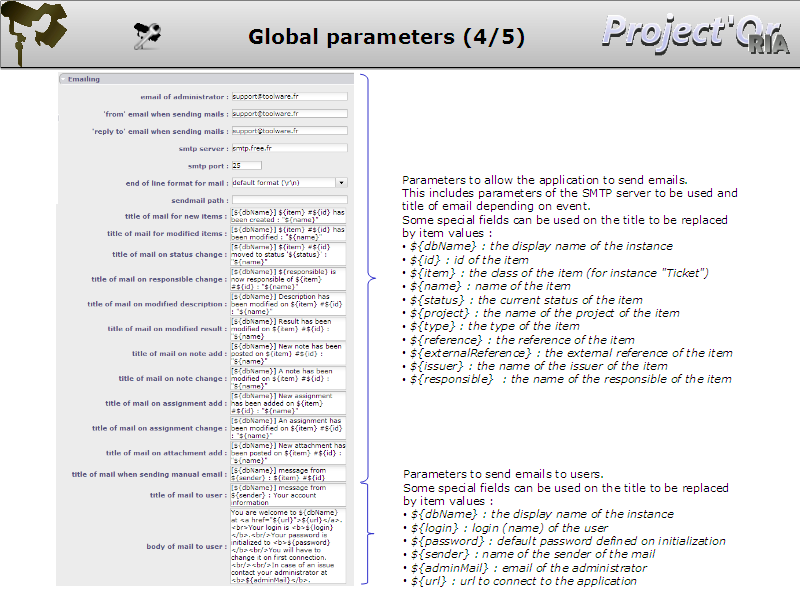 Global parameters (4/5)
Project'Or
RIA
Emailing
email of administrator : support@toolware.fr
'from' email when sending mails : support@toolware.fr
'reply to' email when sending mails : support@toolware.fr
smtp server : smtp.free.fr
smtp port : 25
end of line format for mail : default format (\r\n)
sendmail path :
title of mail for new items : [${dbName}] ${item} #${id} has
been created : "${name}"
title of mail for modified items : [${dbName}] ${item} #${id} has
been modified : "${name}"
title of mail on status change : [${dbName}] ${item} #${id}
moved to status '${status}' :
"${name}"
title of mail on responsible change : [${dbName}] ${responsible} is
now responsible of ${item}
#${id} : "${name}"
title of mail on modified description : [${dbName}] Description has
been modified on ${item} #${id}
: "${name}"
title of mail on modified result : [${dbName}] Result has been
modified on ${item} #${id} :
"${name}"
title of mail on note add : [${dbName}] New note has been
posted on ${item} #${id} :
"${name}"
title of mail on note change : [${dbName}] A note has been
modified on ${item} #${id} :
"${name}"
title of mail on assignment add : [${dbName}] New assignment
has been added on ${item}
#${id} : "${name}"
title of mail on assignment change : [${dbName}] An assignment has
been modified on ${item} #${id}
: "${name}"
title of mail on attachment add : [${dbName}] New attachment has
been posted on ${item} #${id} :
"${name}"
title of mail when sending manual email : [${dbName}] message from
${sender} : ${item} #${id}
title of mail to user : [${dbName}] message from
${sender} : Your account
information
body of mail to user : You are welcome to ${dbName}
at <a href="${url}">${url}</a>.
<br>Your login is <b>${login}
</b>.<br/>Your password is
initialized to <b>${password}
</b><br/>You will have to
change it on first connection.
<br/><br/>In case of an issue
contact your administrator at
<b>${adminMail}</b>.
Parameters to allow the application to send emails.
This includes parameters of the SMTP server to be used and
title of email depending on event.
Some special fields can be used on the title to be replaced
by item values :
• ${dbName} : the display name of the instance
• ${id} : id of the item
• ${item} : the class of the item (for instance "Ticket")
• ${name} : name of the item
• ${status} : the current status of the item
• ${project} : the name of the project of the item
• ${type} : the type of the item
• ${reference} : the reference of the item
• ${externalReference} : the external reference of the item
• ${issuer} : the name of the issuer of the item
• ${responsible} : the name of the responsible of the item
Parameters to send emails to users.
Some special fields can be used on the title to be replaced
by item values :
• ${dbName} : the display name of the instance
• ${login} : login (name) of the user
• ${password} : default password defined on initialization
• ${sender} : name of the sender of the mail
• ${adminMail} : email of the administrator
• ${url} : url to connect to the application